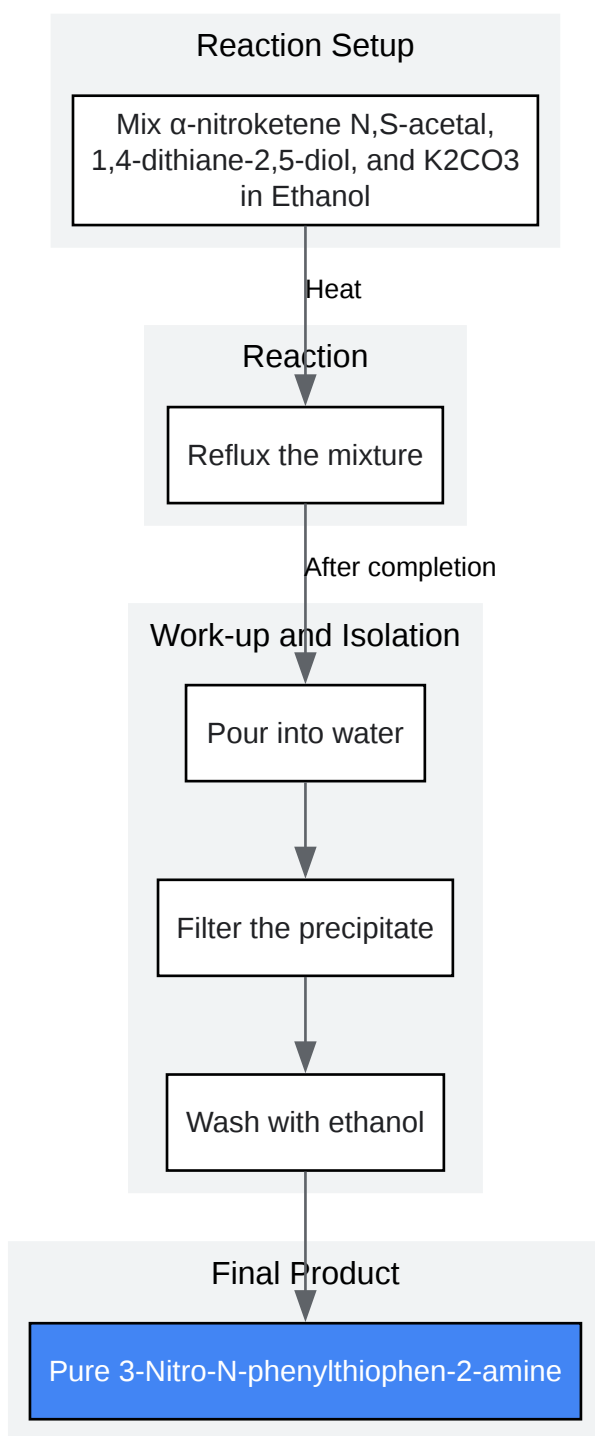 Reaction Setup
Mix α-nitroketene N,S-acetal,
1,4-dithiane-2,5-diol, and K2CO3
in Ethanol
Heat
Reaction
Reflux the mixture
After completion
Work-up and Isolation
Pour into water
Filter the precipitate
Wash with ethanol
Final Product
Pure 3-Nitro-N-phenylthiophen-2-amine